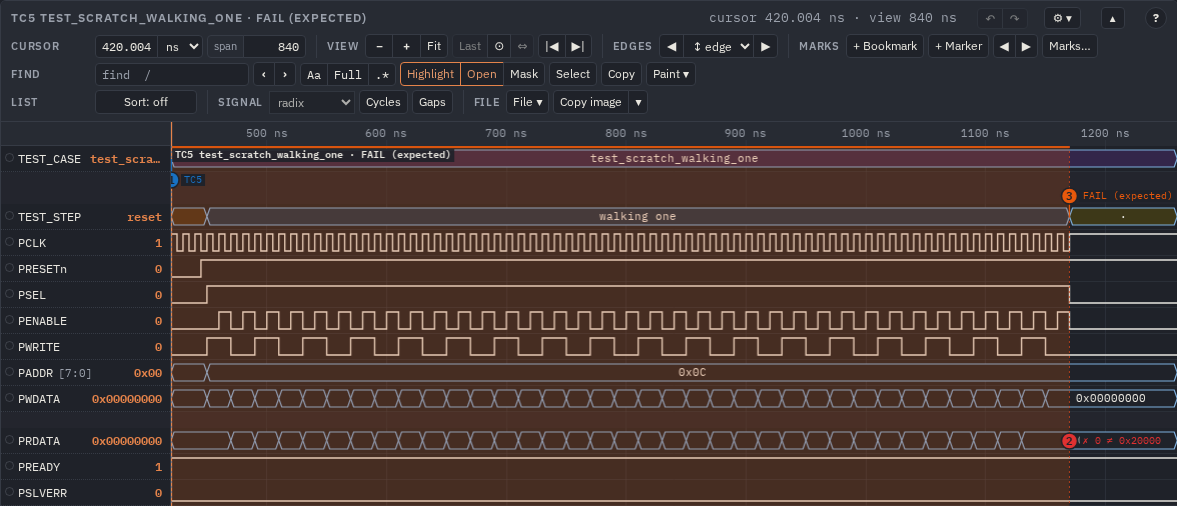 TC5 TEST_SCRATCH_WALKING_ONE · FAIL (EXPECTED) cursor 420.004 ns · view 840 ns ↶ ↷ ⚙ ▾ ▲ ?
CURSOR 420.004 ns span 840 VIEW − + Fit Last ⊙ ⇔ |◀ ▶| EDGES ◀ ↕ edge ▶ MARKS + Bookmark + Marker ◀ ▶ Marks...
FIND find / ‹ › Aa Full .* Highlight Open Mask Select Copy Paint ▾
LIST Sort: off SIGNAL radix Cycles Gaps FILE File ▾ Copy image ▾
500 ns 600 ns 700 ns 800 ns 900 ns 1000 ns 1100 ns 1200 ns
TEST_CASE test_scra… TC5 test_scratch_walking_one · FAIL (expected) test_scratch_walking_one
TC5
3 FAIL (expected)
TEST_STEP reset walking one ·
PCLK 1
PRESETn 0
PSEL 0
PENABLE 0
PWRITE 0
PADDR [7:0] 0x00 0x0C
PWDATA 0x00000000 0x00000000
PRDATA 0x00000000 2 ✗ 0 ≠ 0x20000
PREADY 1
PSLVERR 0